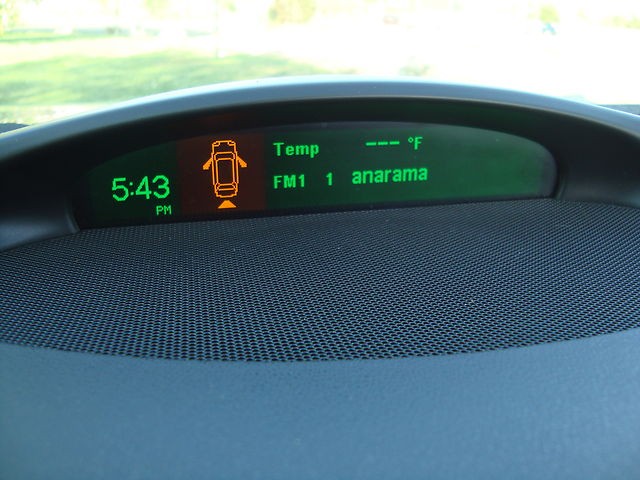 5:43
PM
Temp --- °F
FM1 1 anarama